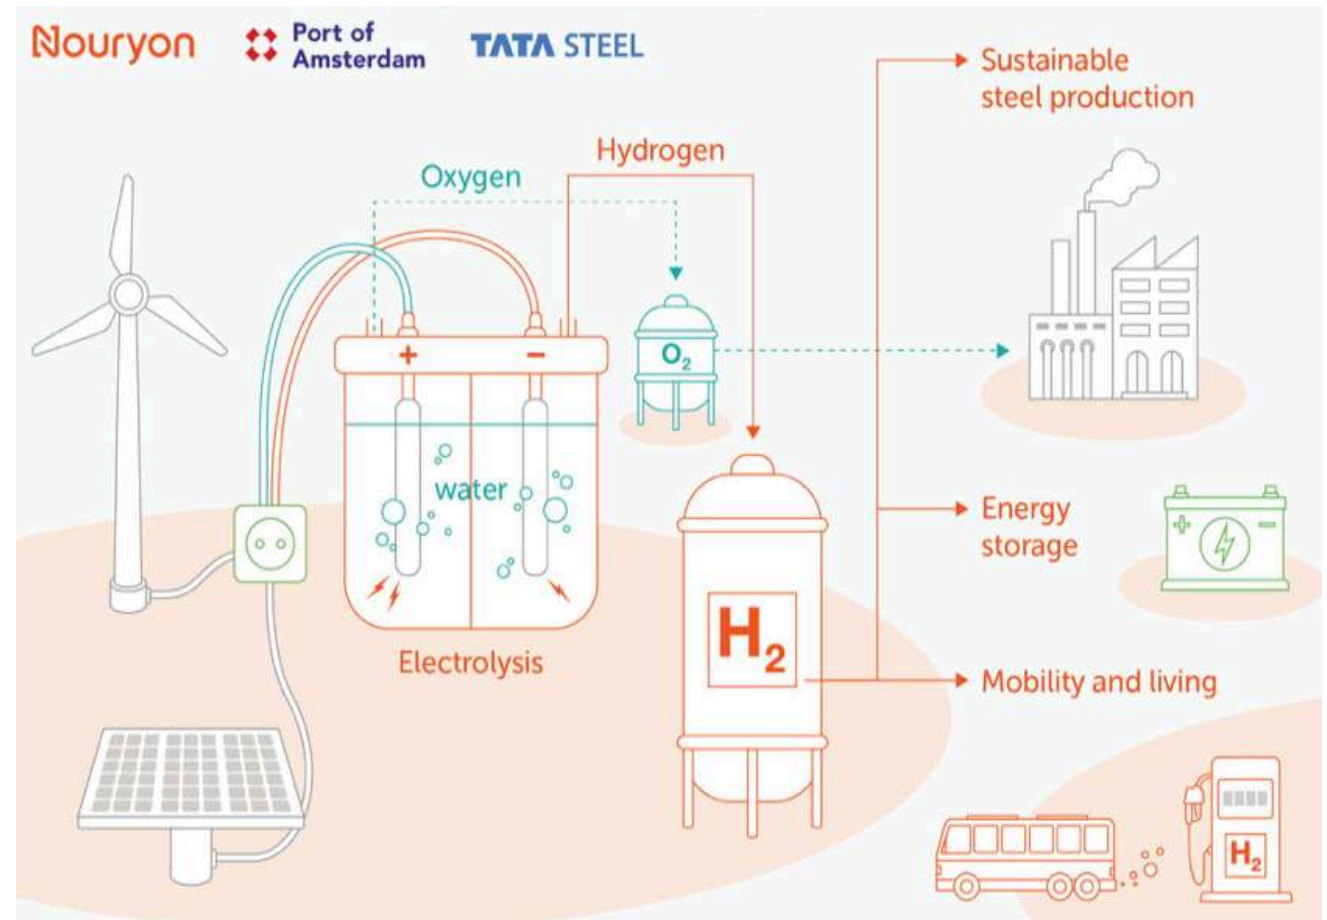 Nouryon
Port of
Amsterdam
TATA STEEL
Sustainable
steel production
Hydrogen
Oxygen
+
−
O₂
water
Energy
storage
+
−
H₂
Electrolysis
Mobility and living
H₂